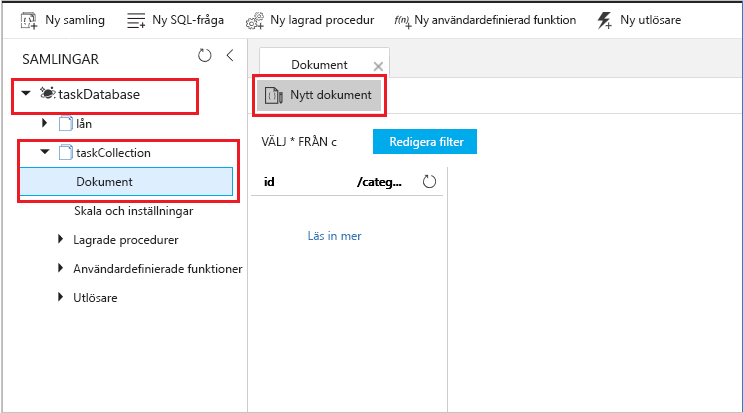 Ny samling Ny SQL-fråga Ny lagrad procedur f(n) Ny användardefinierad funktion Ny utlösare
SAMLINGAR
taskDatabase
lån
taskCollection
Dokument
Skala och inställningar
Lagrade procedurer
Användardefinierade funktioner
Utlösare
Dokument
Nytt dokument
VÄLJ * FRÅN c Redigera filter
id /categ...
Läs in mer